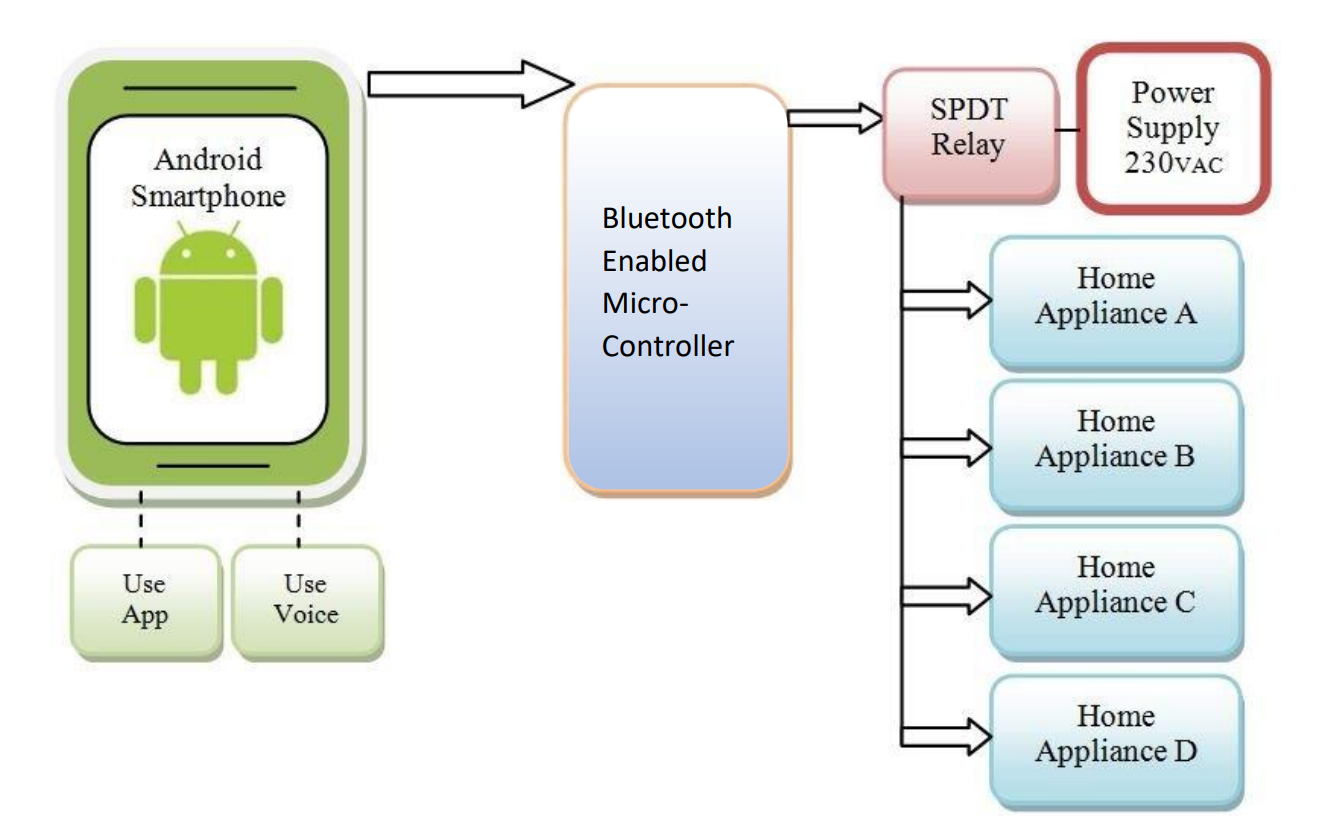 Android
Smartphone
Use
App
Use
Voice
Bluetooth
Enabled
Micro-
Controller
SPDT
Relay
Power
Supply
230VAC
Home
Appliance A
Home
Appliance B
Home
Appliance C
Home
Appliance D